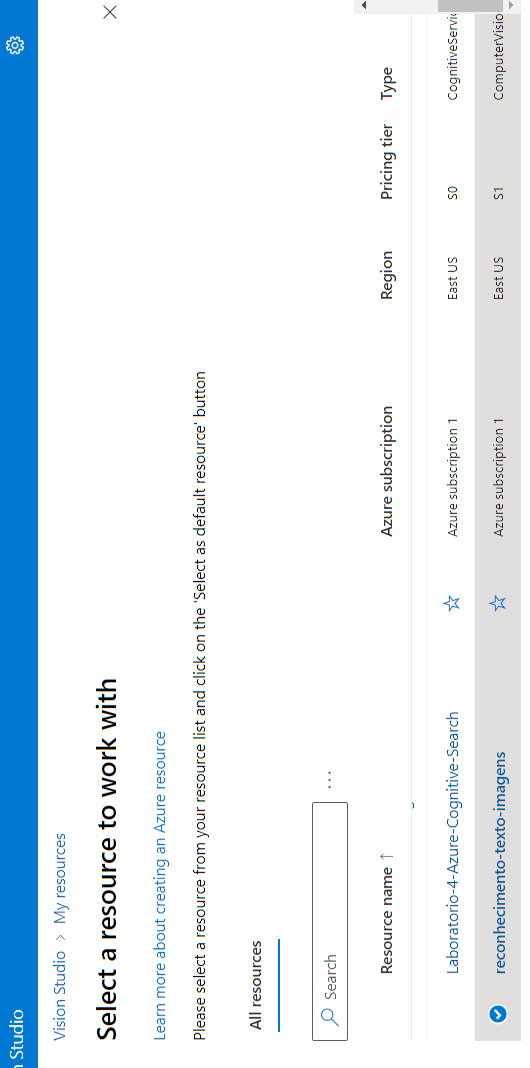 Studio
Vision Studio > My resources
Select a resource to work with
Learn more about creating an Azure resource
Please select a resource from your resource list and click on the 'Select as default resource' button
All resources
Search ...
Resource name ↑ Azure subscription Region Pricing tier Type
Laboratorio-4-Azure-Cognitive-Search Azure subscription 1 East US S0 CognitiveServic
reconhecimento-texto-imagens Azure subscription 1 East US S1 ComputerVisio